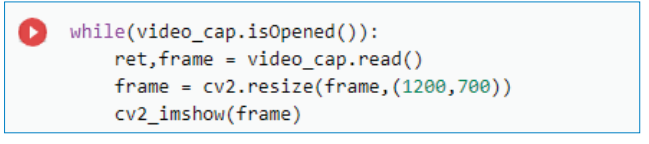 while(video_cap.isOpened()):
    ret,frame = video_cap.read()
    frame = cv2.resize(frame,(1200,700))
    cv2_imshow(frame)